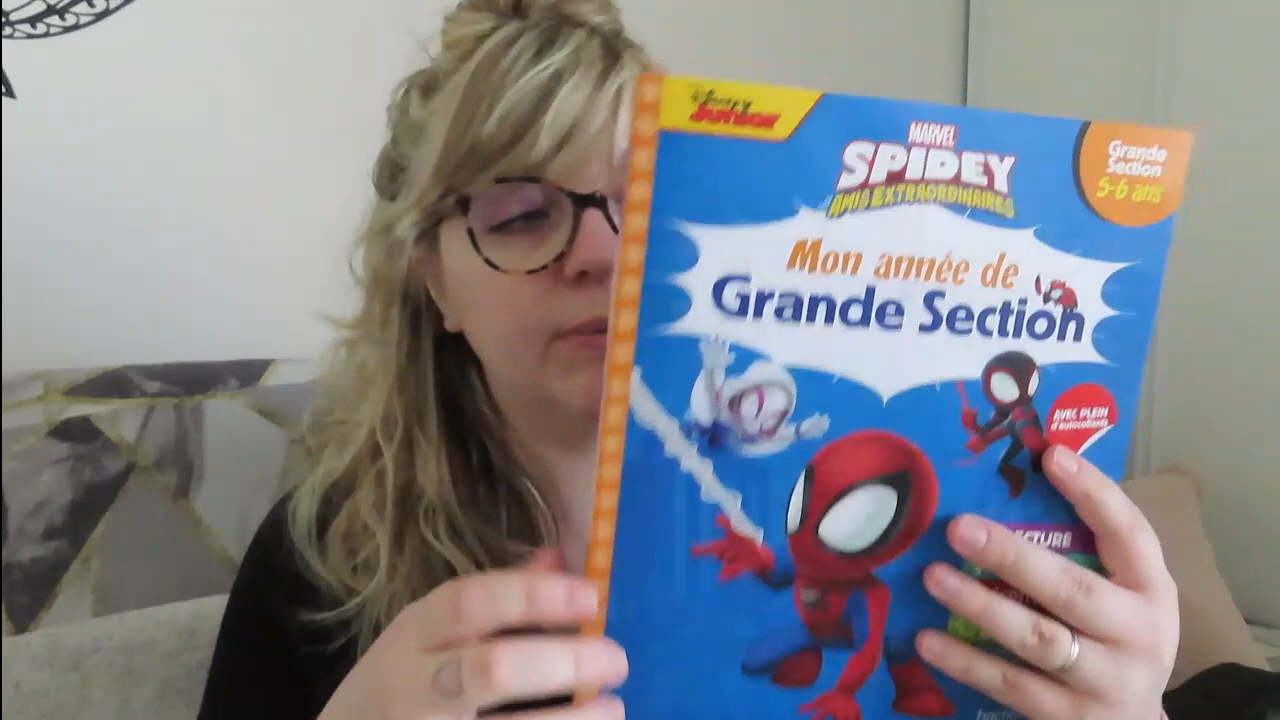 Disney
Junior
MARVEL
SPIDEY
AMIS EXTRAORDINAIRES
Grande
Section
5-6 ans
Mon année de
Grande Section
AVEC PLEIN
d'autocollants